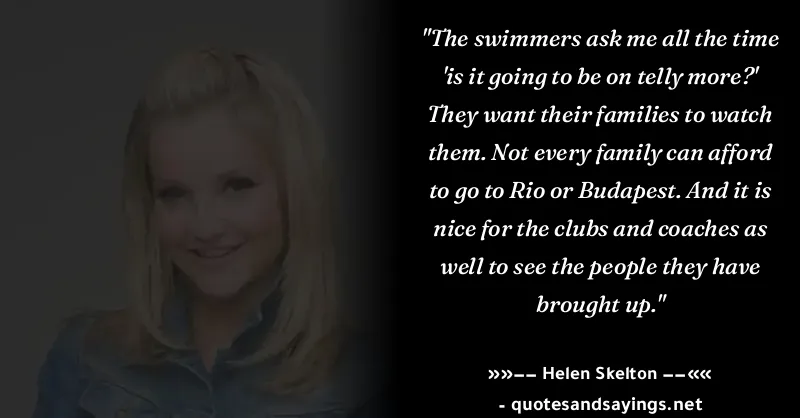 "The swimmers ask me all the time
'is it going to be on telly more?'
They want their families to watch
them. Not every family can afford
to go to Rio or Budapest. And it is
nice for the clubs and coaches as
well to see the people they have
brought up."
»»−− Helen Skelton −−««
- quotesandsayings.net